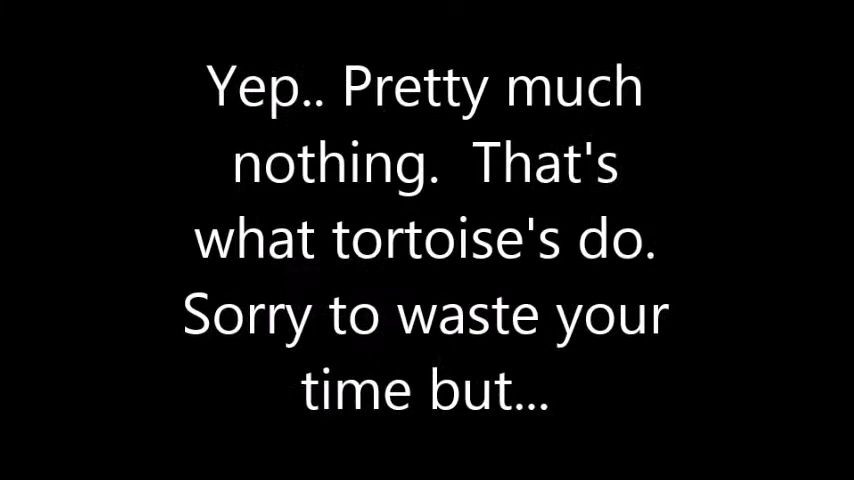 Yep.. Pretty much
nothing.  That's
what tortoise's do.
Sorry to waste your
time but...